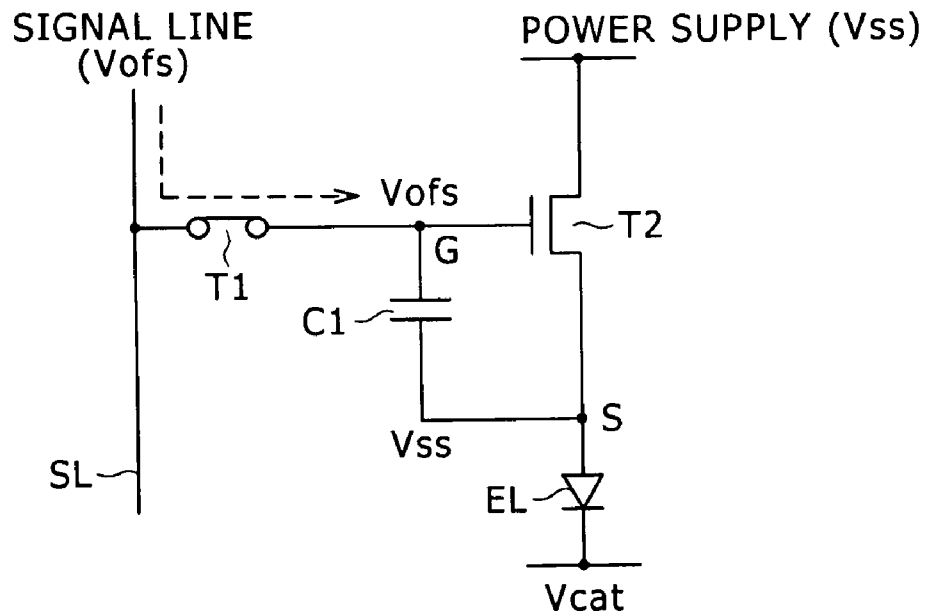 SIGNAL LINE
(Vofs)
POWER SUPPLY (Vss)
Vofs
T1
G
T2
C1
Vss
S
SL
EL
Vcat